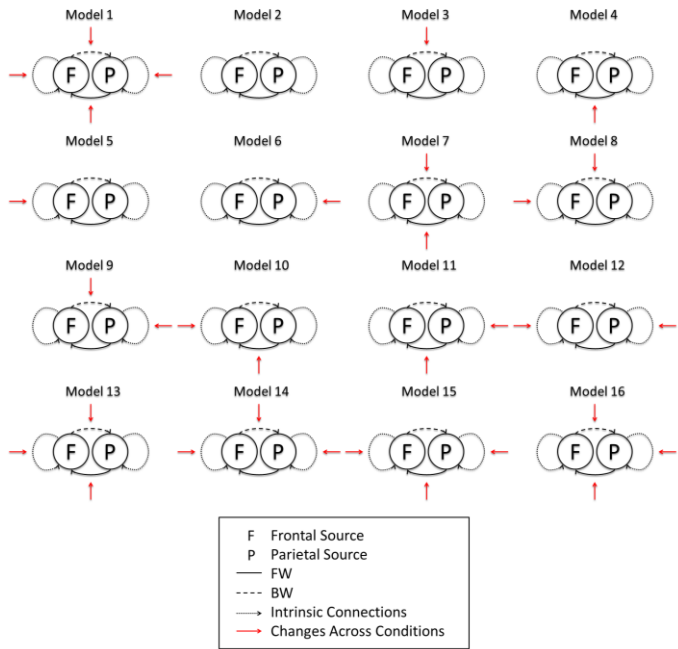 Model 1 Model 2 Model 3 Model 4
F P F P F P F P
Model 5 Model 6 Model 7 Model 8
F P F P F P F P
Model 9 Model 10 Model 11 Model 12
F P F P F P F P
Model 13 Model 14 Model 15 Model 16
F P F P F P F P
F Frontal Source
P Parietal Source
FW
BW
Intrinsic Connections
Changes Across Conditions